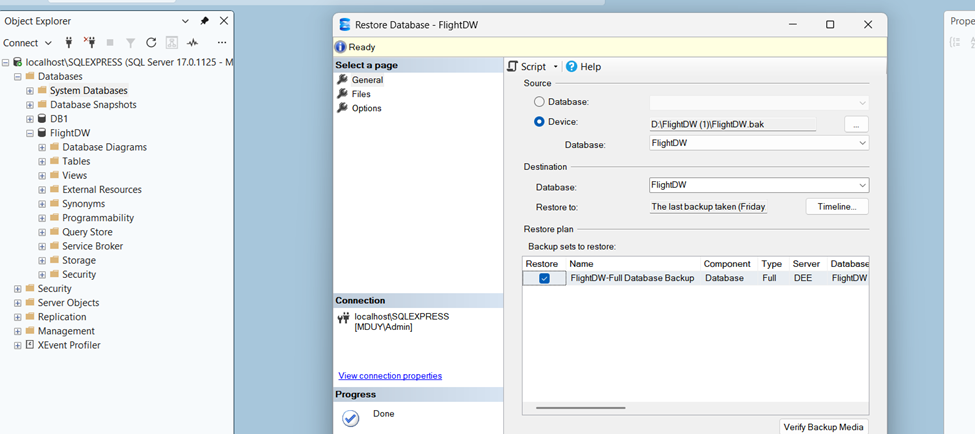 Object Explorer
Connect
localhost\SQLEXPRESS (SQL Server 17.0.1125 - M
Databases
System Databases
Database Snapshots
DB1
FlightDW
Database Diagrams
Tables
Views
External Resources
Synonyms
Programmability
Query Store
Service Broker
Storage
Security
Security
Server Objects
Replication
Management
XEvent Profiler
Restore Database - FlightDW
Ready
Select a page
General
Files
Options
Connection
localhost\SQLEXPRESS
[MDUY\Admin]
View connection properties
Progress
Done
Script
Help
Source
Database:
Device:
D:\FlightDW (1)\FlightDW.bak
...
Database:
FlightDW
Destination
Database:
FlightDW
Restore to:
The last backup taken (Friday
Timeline...
Restore plan
Backup sets to restore:
Restore Name Component Type Server Database
FlightDW-Full Database Backup Database Full DEE FlightDW
Verify Backup Media
Prope